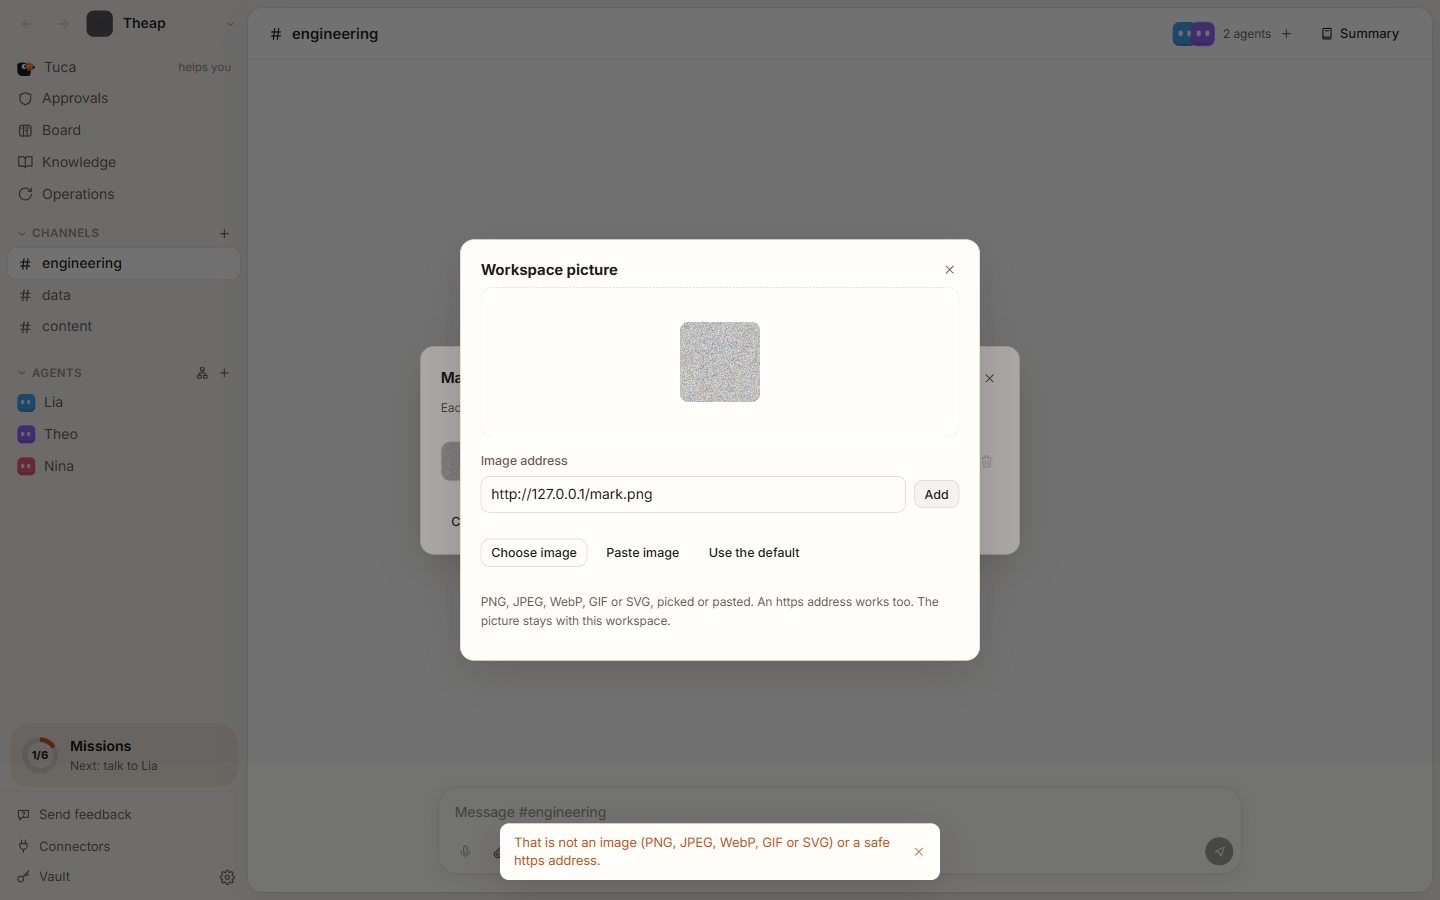 Theap
Tuca
helps you
Approvals
Board
Knowledge
Operations
CHANNELS
engineering
data
content
AGENTS
Lia
Theo
Nina
1/6
Missions
Next: talk to Lia
Send feedback
Connectors
Vault
# engineering
2 agents
Summary
Workspace picture
Image address
http://127.0.0.1/mark.png
Add
Choose image
Paste image
Use the default
PNG, JPEG, WebP, GIF or SVG, picked or pasted. An https address works too. The
picture stays with this workspace.
Message #engineering
That is not an image (PNG, JPEG, WebP, GIF or SVG) or a safe
https address.